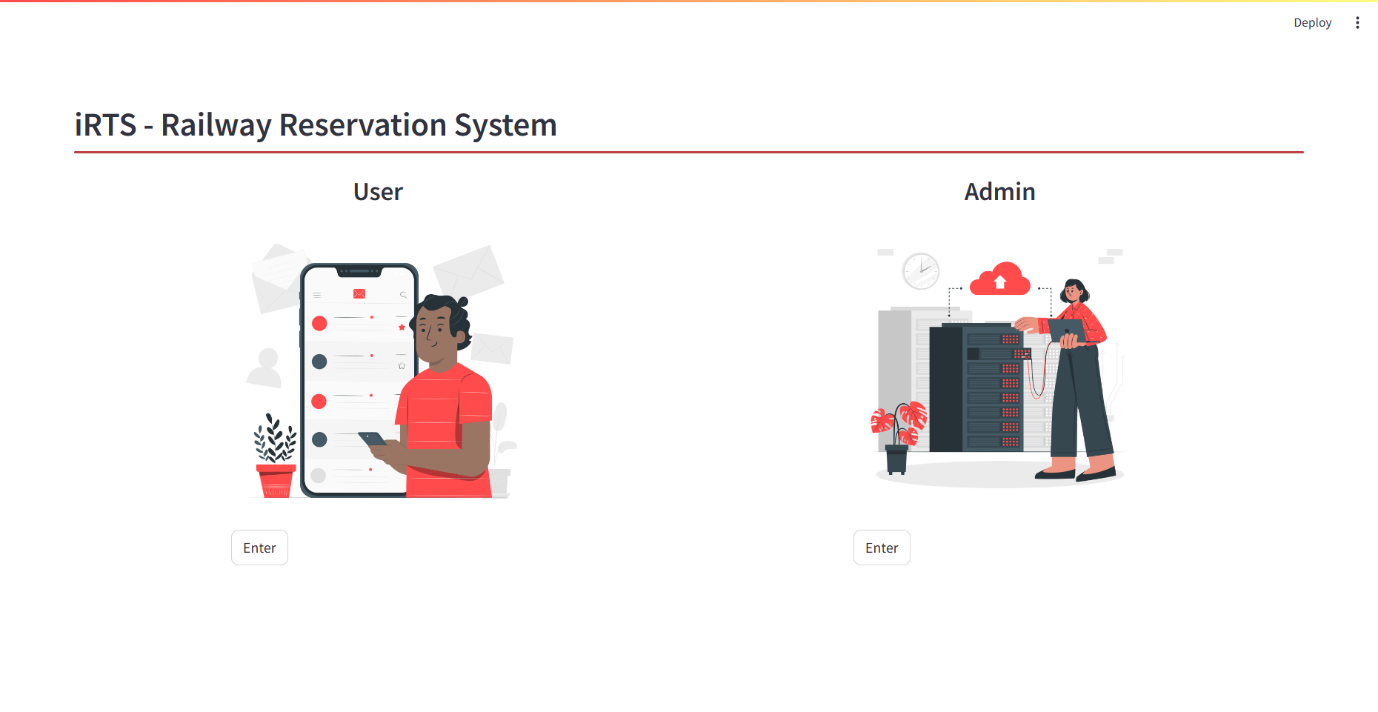 Deploy
iRTS - Railway Reservation System
User
Admin
Enter
Enter